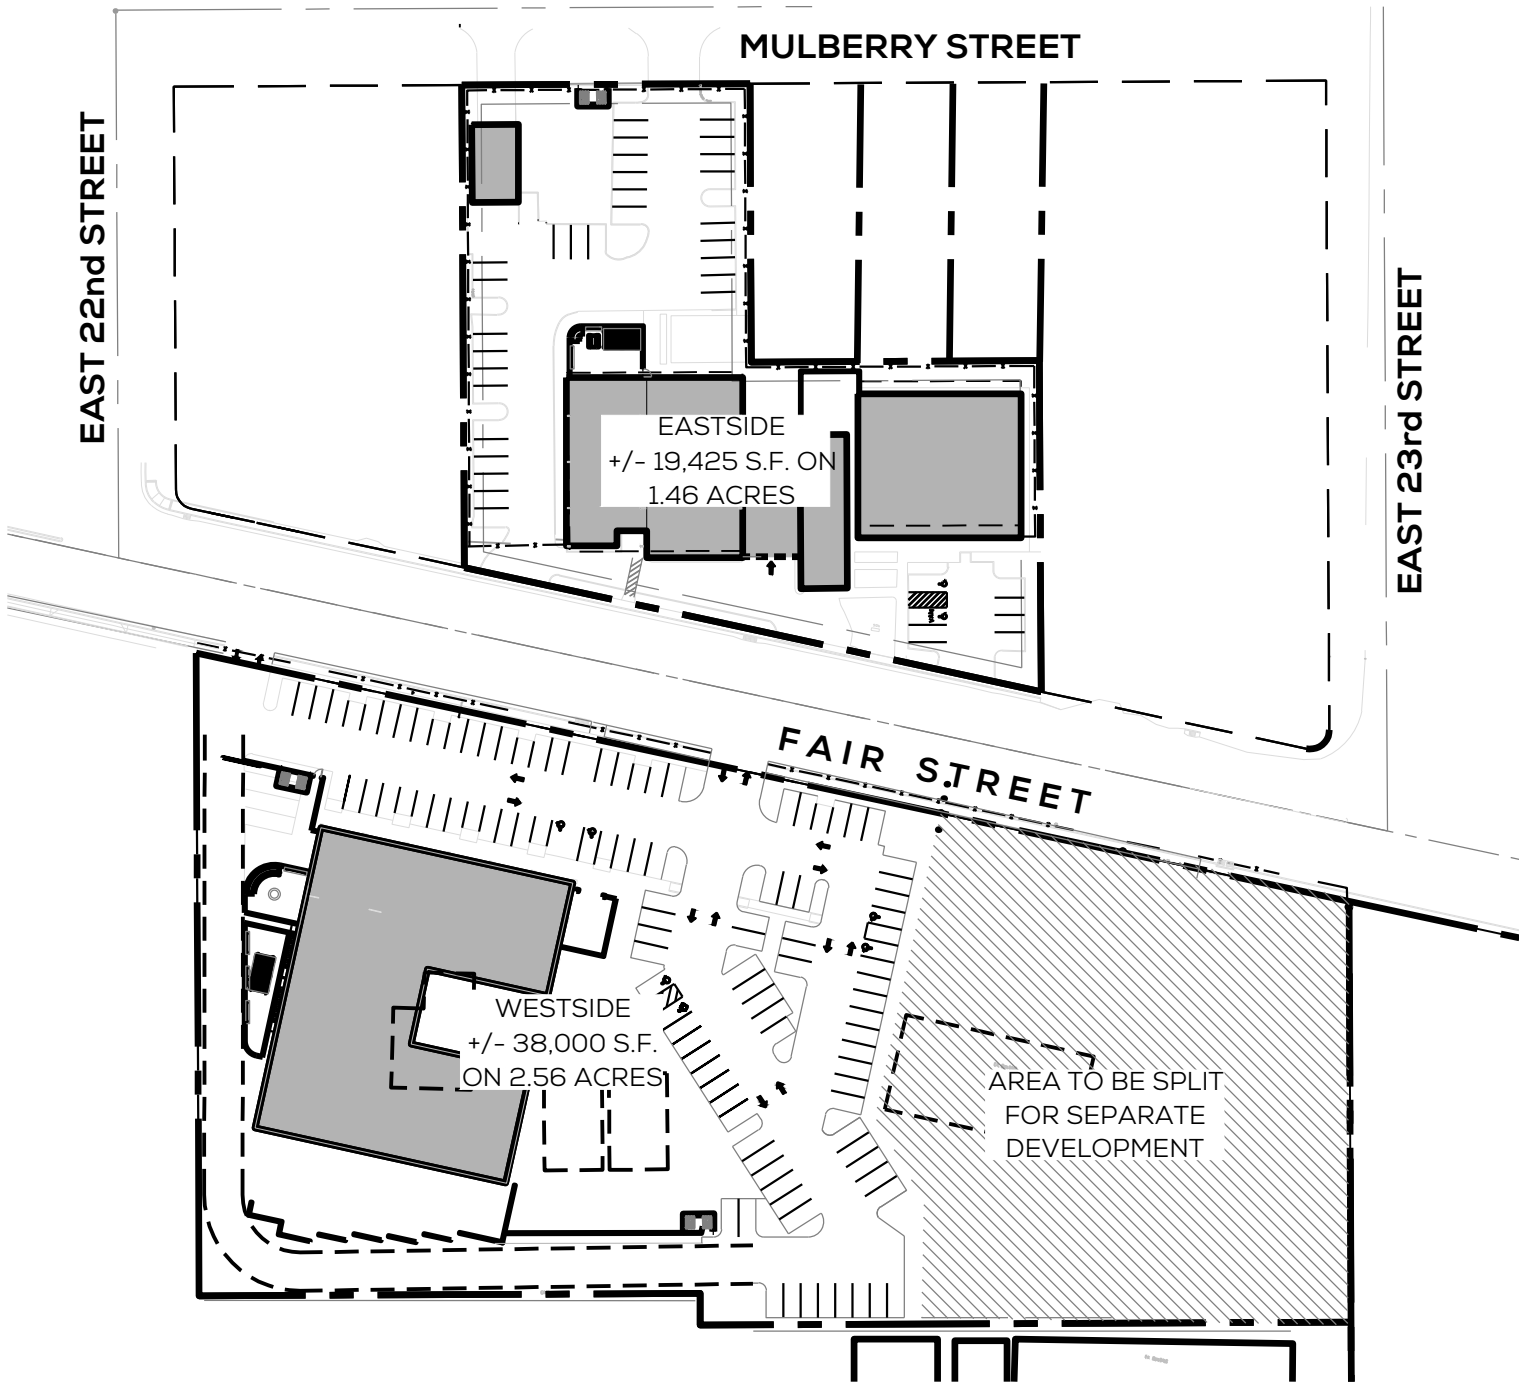 MULBERRY STREET
EAST 22nd STREET
EAST 23rd STREET
EASTSIDE
+/- 19,425 S.F. ON
1.46 ACRES
FAIR STREET
WESTSIDE
+/- 38,000 S.F.
ON 2.56 ACRES
AREA TO BE SPLIT
FOR SEPARATE
DEVELOPMENT